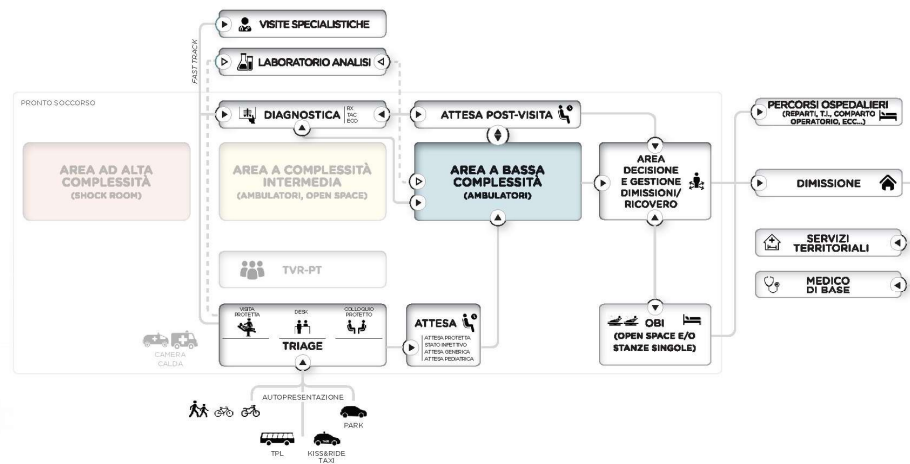 FAST TRACK
VISITE SPECIALISTICHE
LABORATORIO ANALISI
PRONTO SOCCORSO
DIAGNOSTICA
RX
TAC
ECO
ATTESA POST-VISITA
PERCORSI OSPEDALIERI
(REPARTI, T.I., COMPARTO
OPERATORIO, ECC...)
AREA AD ALTA
COMPLESSITÀ
(SHOCK ROOM)
AREA A COMPLESSITÀ
INTERMEDIA
(AMBULATORI, OPEN SPACE)
AREA A BASSA
COMPLESSITÀ
(AMBULATORI)
AREA
DECISIONE
E GESTIONE
DIMISSIONI/
RICOVERO
DIMISSIONE
SERVIZI
TERRITORIALI
MEDICO
DI BASE
TVR-PT
VISITA
PROTETTA
DESK
COLLOQUIO
PROTETTO
TRIAGE
ATTESA
ATTESA PROTETTA
STATO INFETTIVO
ATTESA GENERICA
ATTESA PEDIATRICA
OBI
(OPEN SPACE E/O
STANZE SINGOLE)
CAMERA
CALDA
AUTOPRESENTAZIONE
PARK
TPL
KISS&RIDE
TAXI